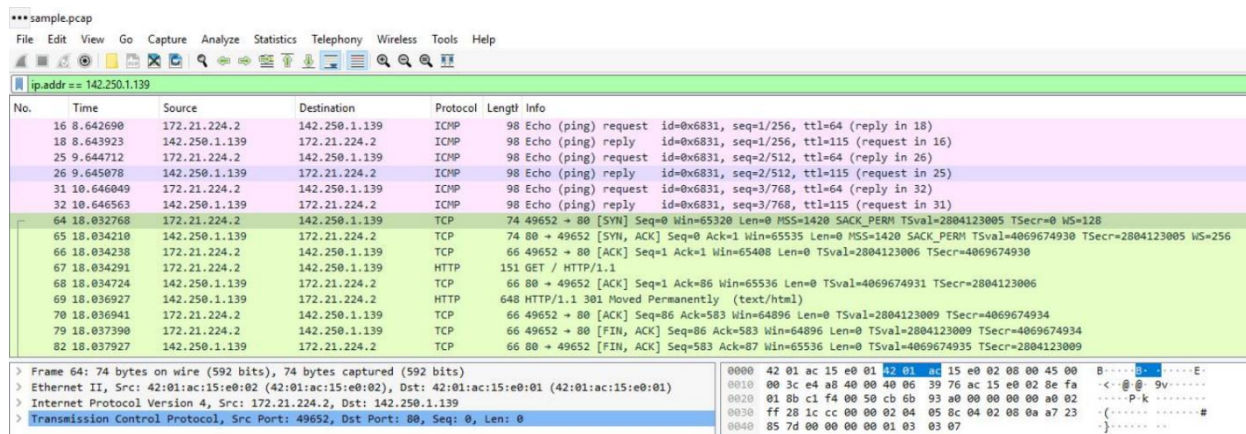 sample.pcap
File Edit View Go Capture Analyze Statistics Telephony Wireless Tools Help
ip.addr == 142.250.1.139
No. Time Source Destination Protocol Length Info
16 8.642690 172.21.224.2 142.250.1.139 ICMP 98 Echo (ping) request id=0x6831, seq=1/256, ttl=64 (reply in 18)
18 8.643923 142.250.1.139 172.21.224.2 ICMP 98 Echo (ping) reply id=0x6831, seq=1/256, ttl=115 (request in 16)
25 9.644712 172.21.224.2 142.250.1.139 ICMP 98 Echo (ping) request id=0x6831, seq=2/512, ttl=64 (reply in 26)
26 9.645078 142.250.1.139 172.21.224.2 ICMP 98 Echo (ping) reply id=0x6831, seq=2/512, ttl=115 (request in 25)
31 10.646049 172.21.224.2 142.250.1.139 ICMP 98 Echo (ping) request id=0x6831, seq=3/768, ttl=64 (reply in 32)
32 10.646563 142.250.1.139 172.21.224.2 ICMP 98 Echo (ping) reply id=0x6831, seq=3/768, ttl=115 (request in 31)
64 18.032768 172.21.224.2 142.250.1.139 TCP 74 49652 → 80 [SYN] Seq=0 Win=65320 Len=0 MSS=1420 SACK_PERM TSval=2804123005 TSecr=0 WS=128
65 18.034210 142.250.1.139 172.21.224.2 TCP 74 80 → 49652 [SYN, ACK] Seq=0 Ack=1 Win=65535 Len=0 MSS=1420 SACK_PERM TSval=4069674930 TSecr=2804123005 WS=256
66 18.034238 172.21.224.2 142.250.1.139 TCP 66 49652 → 80 [ACK] Seq=1 Ack=1 Win=65408 Len=0 TSval=2804123006 TSecr=4069674930
67 18.034291 172.21.224.2 142.250.1.139 HTTP 151 GET / HTTP/1.1
68 18.034724 142.250.1.139 172.21.224.2 TCP 66 80 → 49652 [ACK] Seq=1 Ack=86 Win=65536 Len=0 TSval=4069674931 TSecr=2804123006
69 18.036927 142.250.1.139 172.21.224.2 HTTP 648 HTTP/1.1 301 Moved Permanently (text/html)
70 18.036941 172.21.224.2 142.250.1.139 TCP 66 49652 → 80 [ACK] Seq=86 Ack=583 Win=64896 Len=0 TSval=2804123009 TSecr=4069674934
79 18.037390 172.21.224.2 142.250.1.139 TCP 66 49652 → 80 [FIN, ACK] Seq=86 Ack=583 Win=64896 Len=0 TSval=2804123009 TSecr=4069674934
82 18.037927 142.250.1.139 172.21.224.2 TCP 66 80 → 49652 [FIN, ACK] Seq=583 Ack=87 Win=65536 Len=0 TSval=4069674935 TSecr=2804123009
> Frame 64: 74 bytes on wire (592 bits), 74 bytes captured (592 bits)
> Ethernet II, Src: 42:01:ac:15:e0:02 (42:01:ac:15:e0:02), Dst: 42:01:ac:15:e0:01 (42:01:ac:15:e0:01)
> Internet Protocol Version 4, Src: 172.21.224.2, Dst: 142.250.1.139
> Transmission Control Protocol, Src Port: 49652, Dst Port: 80, Seq: 0, Len: 0
0000 42 01 ac 15 e0 01 42 01 ac 15 e0 02 08 00 45 00 B·····B· ······E·
0010 00 3c e4 a8 40 00 40 06 39 76 ac 15 e0 02 8e fa ·<··@·@· 9v······
0020 01 8b c1 f4 00 50 cb 6b 93 a0 00 00 00 00 a0 02 ·····P·k ········
0030 ff 28 1c cc 00 00 02 04 05 8c 04 02 08 0a a7 23 ·(······ ·······#
0040 85 7d 00 00 00 00 01 03 03 07 ·}······ ··